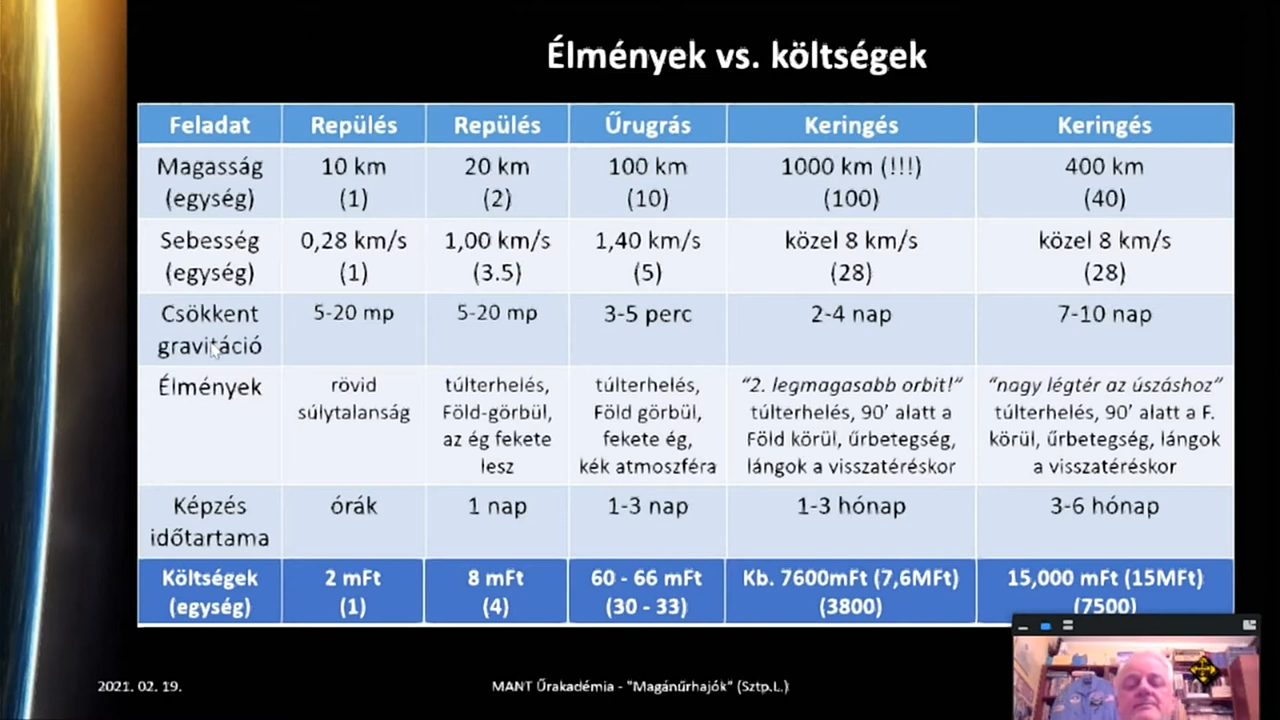 Élmények vs. költségek
Feladat
Repülés
Repülés
Űrugrás
Keringés
Keringés
Magasság
(egység)
10 km
(1)
20 km
(2)
100 km
(10)
1000 km (!!!)
(100)
400 km
(40)
Sebesség
(egység)
0,28 km/s
(1)
1,00 km/s
(3.5)
1,40 km/s
(5)
közel 8 km/s
(28)
közel 8 km/s
(28)
Csökkent
gravitáció
5-20 mp
5-20 mp
3-5 perc
2-4 nap
7-10 nap
Élmények
rövid
súlytalanság
túlterhelés,
Föld-görbül,
az ég fekete
lesz
túlterhelés,
Föld görbül,
fekete ég,
kék atmoszféra
“2. legmagasabb orbit!“
túlterhelés, 90’ alatt a
Föld körül, űrbetegség,
lángok a visszatéréskor
“nagy légtér az úszáshoz”
túlterhelés, 90’ alatt a F.
körül, űrbetegség, lángok
a visszatéréskor
Képzés
időtartama
órák
1 nap
1-3 nap
1-3 hónap
3-6 hónap
Költségek
(egység)
2 mFt
(1)
8 mFt
(4)
60 - 66 mFt
(30 - 33)
Kb. 7600mFt (7,6MFt)
(3800)
15,000 mFt (15MFt)
(7500)
2021. 02. 19.
MANT Űrakadémia - "Magánűrhajók" (Sztp.L.)